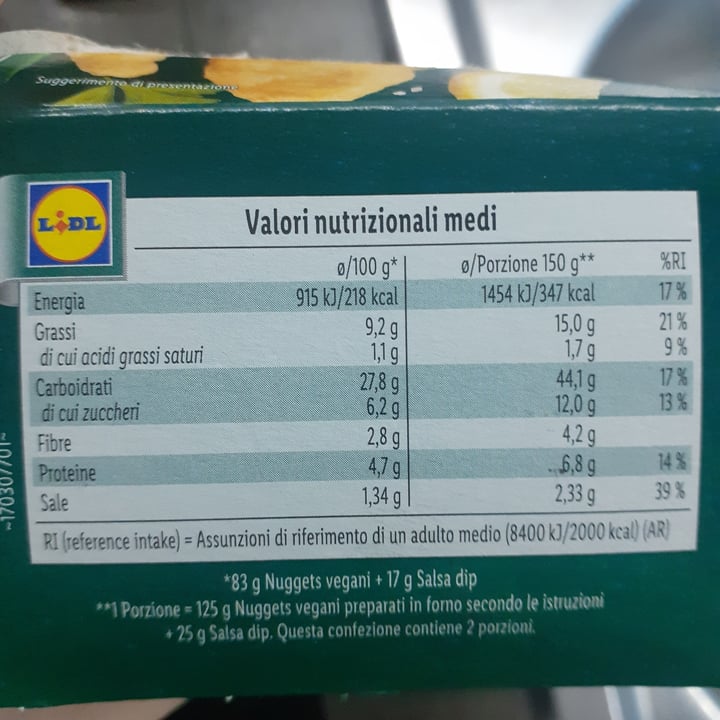 Suggerimento di presentazione
LIDL
Valori nutrizionali medi
ø/100 g* ø/Porzione 150 g** %RI
Energia 915 kJ/218 kcal 1454 kJ/347 kcal 17 %
Grassi 9,2 g 15,0 g 21 %
di cui acidi grassi saturi 1,1 g 1,7 g 9 %
Carboidrati 27,8 g 44,1 g 17 %
di cui zuccheri 6,2 g 12,0 g 13 %
Fibre 2,8 g 4,2 g
Proteine 4,7 g 6,8 g 14 %
Sale 1,34 g 2,33 g 39 %
RI (reference intake) = Assunzioni di riferimento di un adulto medio (8400 kJ/2000 kcal) (AR)
*83 g Nuggets vegani + 17 g Salsa dip
**1 Porzione = 125 g Nuggets vegani preparati in forno secondo le istruzioni
+ 25 g Salsa dip. Questa confezione contiene 2 porzioni.
~17030770L~